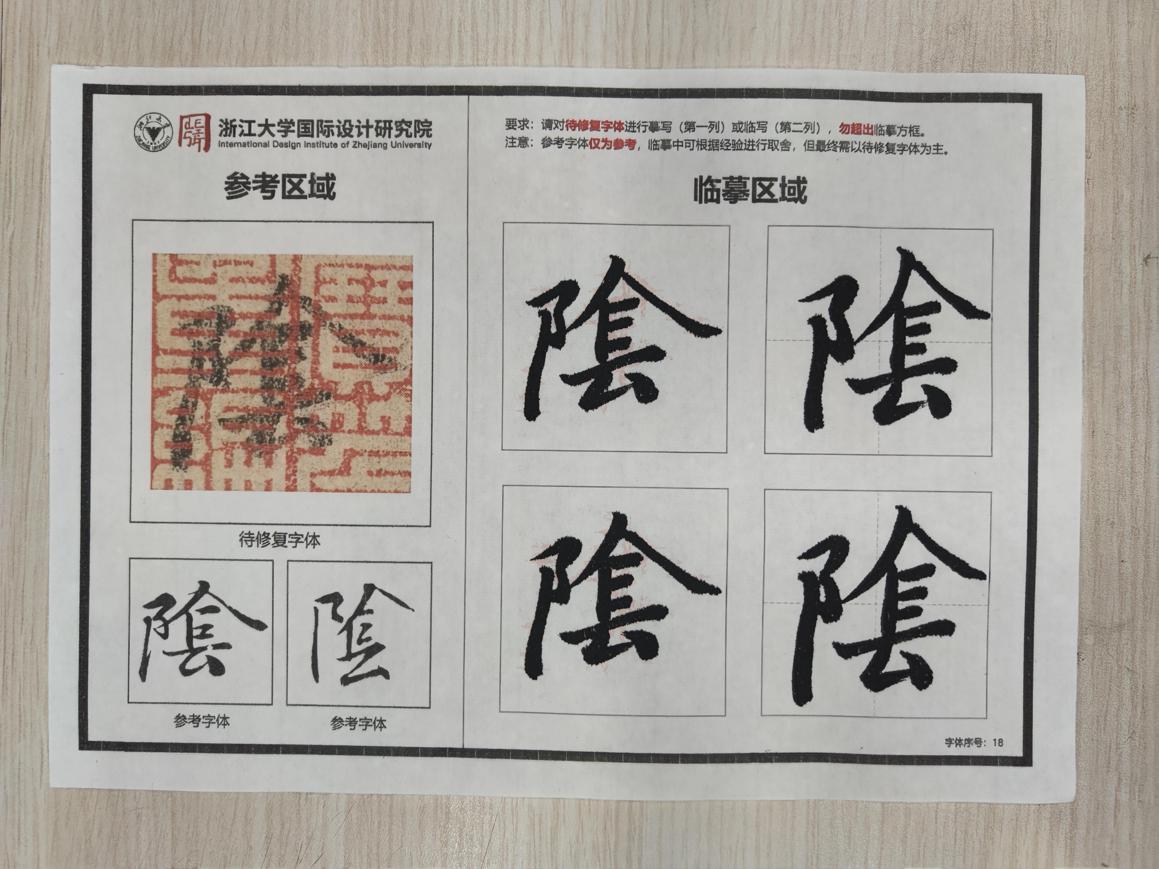 浙江大学国际设计研究院
International Design Institute of Zhejiang University
参考区域
待修复字体
陰
陰
参考字体
参考字体
要求：请对待修复字体进行摹写（第一列）或临写（第二列），勿超出临摹方框。
注意：参考字体仅为参考，临摹中可根据经验进行取舍，但最终需以待修复字体为主。
临摹区域
陰
陰
陰
陰
字体序号：18